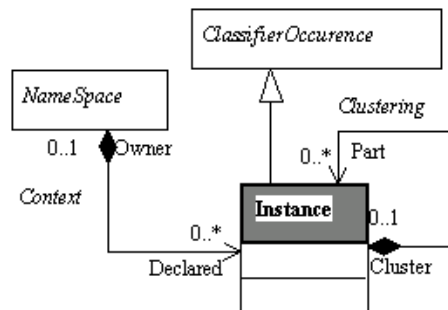 ClassifierOccurence
NameSpace
Clustering
0..1 Owner
0..* Part
Context
Instance
0..1
0..*
Declared
Cluster